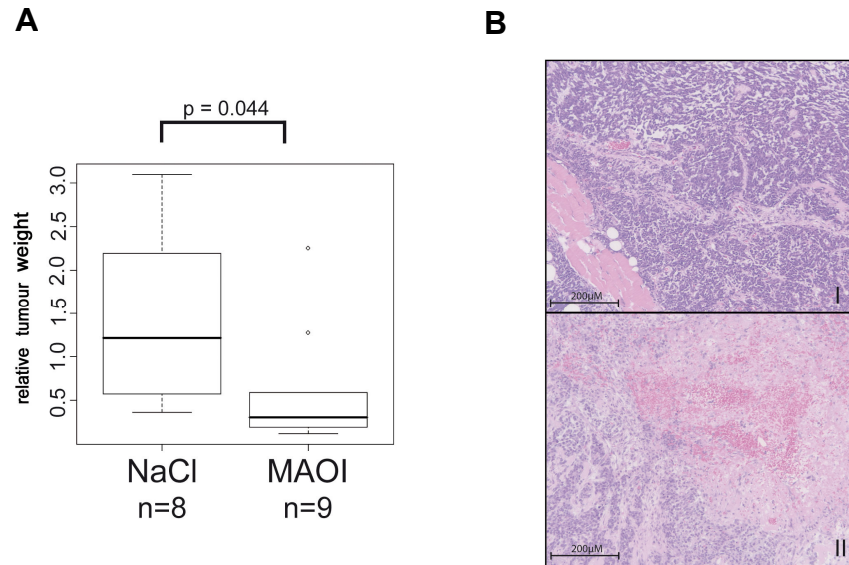 A
B
p = 0.044
relative tumour weight
3.0
2.5
2.0
1.5
1.0
0.5
NaCl
MAOI
n=8
n=9
200µM
I
200µM
II